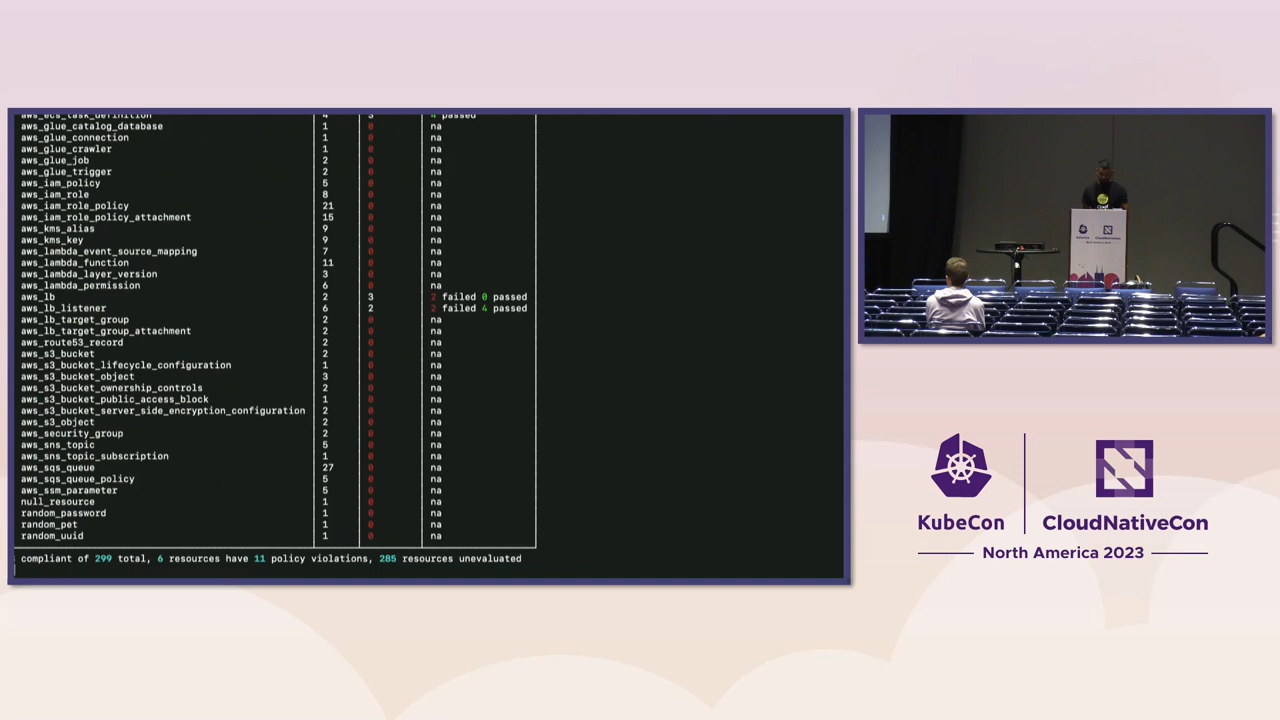 aws_ecs_task_definition 4 3 4 passed
aws_glue_catalog_database 1 0 na
aws_glue_connection 1 0 na
aws_glue_crawler 1 0 na
aws_glue_job 2 0 na
aws_glue_trigger 2 0 na
aws_iam_policy 5 0 na
aws_iam_role 8 0 na
aws_iam_role_policy 21 0 na
aws_iam_role_policy_attachment 15 0 na
aws_kms_alias 9 0 na
aws_kms_key 9 0 na
aws_lambda_event_source_mapping 7 0 na
aws_lambda_function 11 0 na
aws_lambda_layer_version 3 0 na
aws_lambda_permission 6 0 na
aws_lb 2 3 2 failed 0 passed
aws_lb_listener 6 2 2 failed 4 passed
aws_lb_target_group 2 0 na
aws_lb_target_group_attachment 2 0 na
aws_route53_record 2 0 na
aws_s3_bucket 2 0 na
aws_s3_bucket_lifecycle_configuration 1 0 na
aws_s3_bucket_object 3 0 na
aws_s3_bucket_ownership_controls 2 0 na
aws_s3_bucket_public_access_block 1 0 na
aws_s3_bucket_server_side_encryption_configuration 2 0 na
aws_s3_object 2 0 na
aws_security_group 2 0 na
aws_sns_topic 5 0 na
aws_sns_topic_subscription 1 0 na
aws_sqs_queue 27 0 na
aws_sqs_queue_policy 5 0 na
aws_ssm_parameter 5 0 na
null_resource 1 0 na
random_password 1 0 na
random_pet 1 0 na
random_uuid 1 0 na
compliant of 299 total, 6 resources have 11 policy violations, 285 resources unevaluated
KubeCon
CloudNativeCon
North America 2023